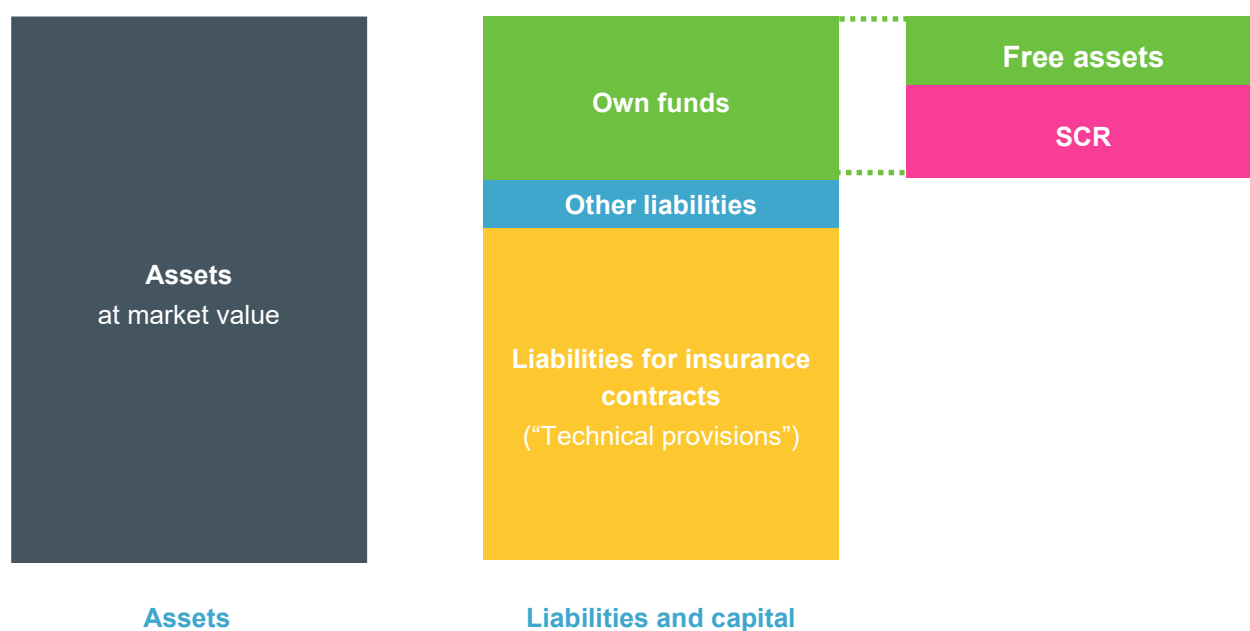 Assets
at market value
Own funds
Other liabilities
Liabilities for insurance
contracts
(“Technical provisions”)
Free assets
SCR
Assets
Liabilities and capital